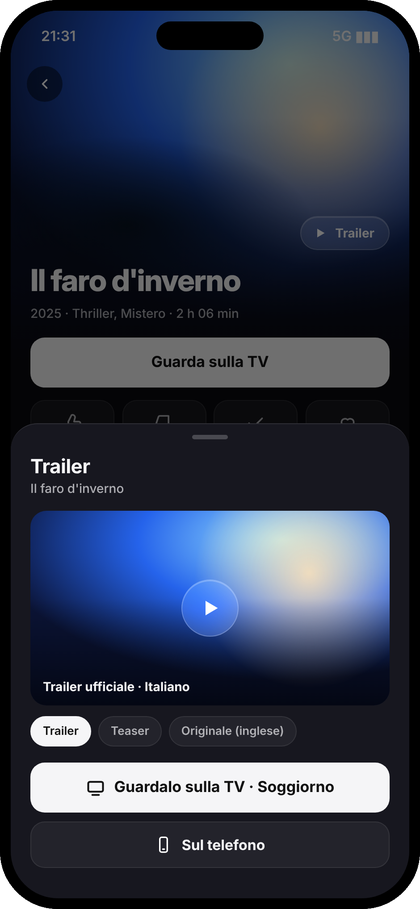 21:31
5G
Trailer
Il faro d'inverno
2025 · Thriller, Mistero · 2 h 06 min
Guarda sulla TV
Trailer
Il faro d'inverno
Trailer ufficiale · Italiano
Trailer
Teaser
Originale (inglese)
Guardalo sulla TV · Soggiorno
Sul telefono